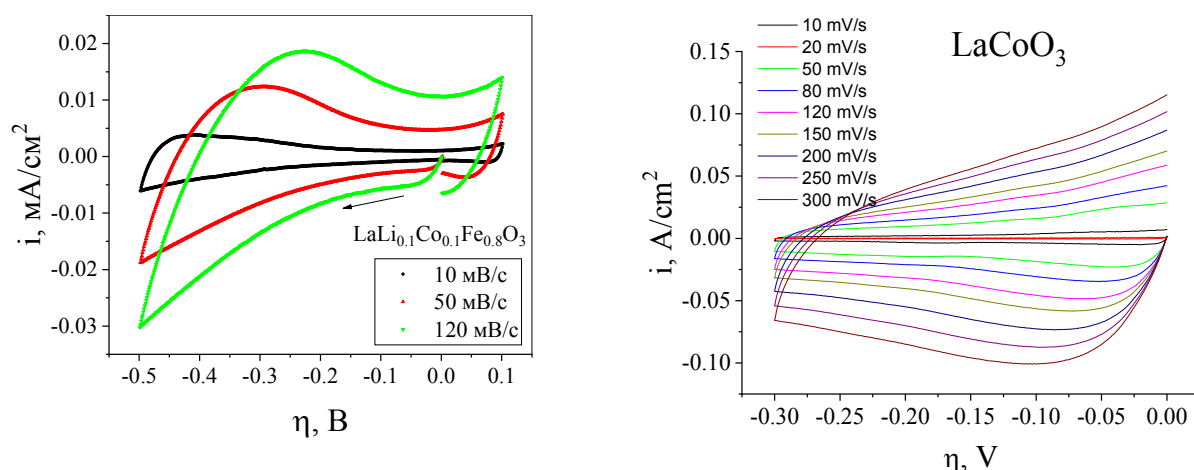 0.02
0.01
0.00
-0.01
-0.02
-0.03
i, мА/см²
-0.5 -0.4 -0.3 -0.2 -0.1 0.0 0.1
η, В
LaLi₀.₁Co₀.₁Fe₀.₈O₃
10 мВ/с
50 мВ/с
120 мВ/с
LaCoO₃
10 mV/s
20 mV/s
50 mV/s
80 mV/s
120 mV/s
150 mV/s
200 mV/s
250 mV/s
300 mV/s
0.15
0.10
0.05
0.00
-0.05
-0.10
i, A/cm²
-0.30 -0.25 -0.20 -0.15 -0.10 -0.05 0.00
η, V